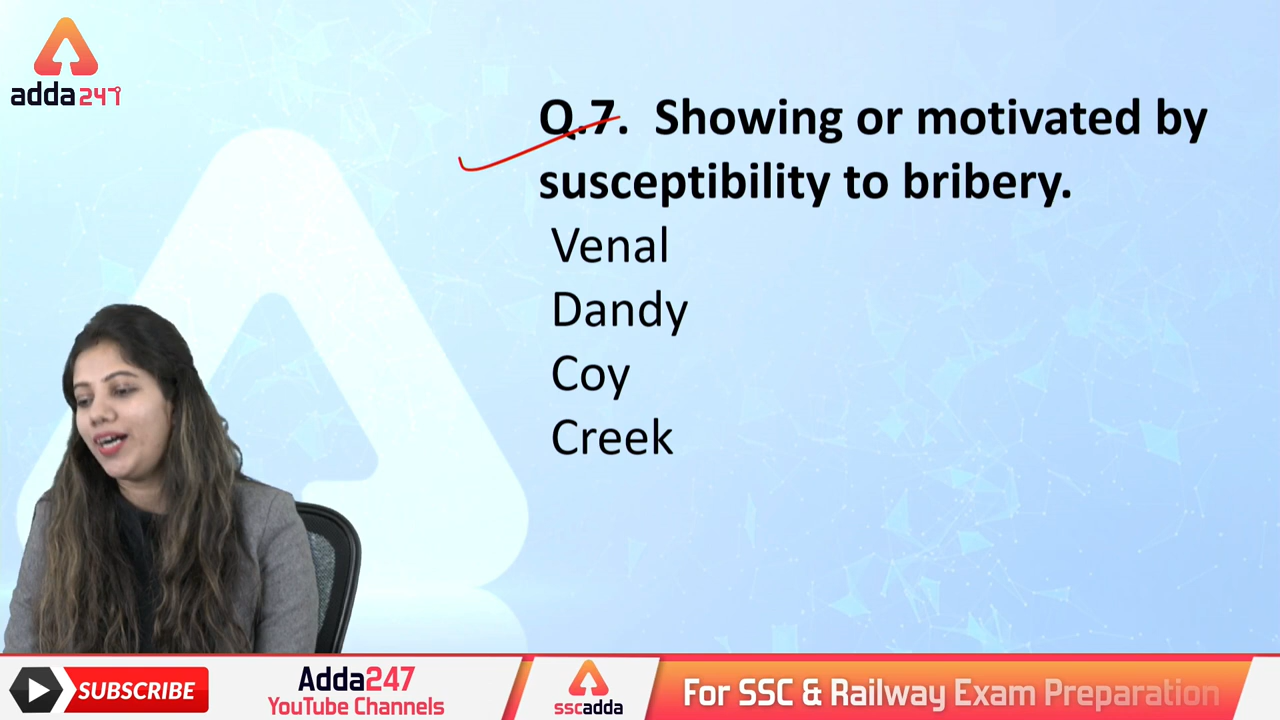 adda247
Q.7. Showing or motivated by
susceptibility to bribery.
Venal
Dandy
Coy
Creek
SUBSCRIBE
Adda247
YouTube Channels
sscadda
For SSC & Railway Exam Preparation